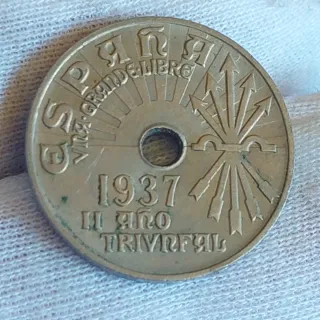 ESPAÑA
VNA GRANDE LIBRE
1937
II AÑO
TRIVNFAL